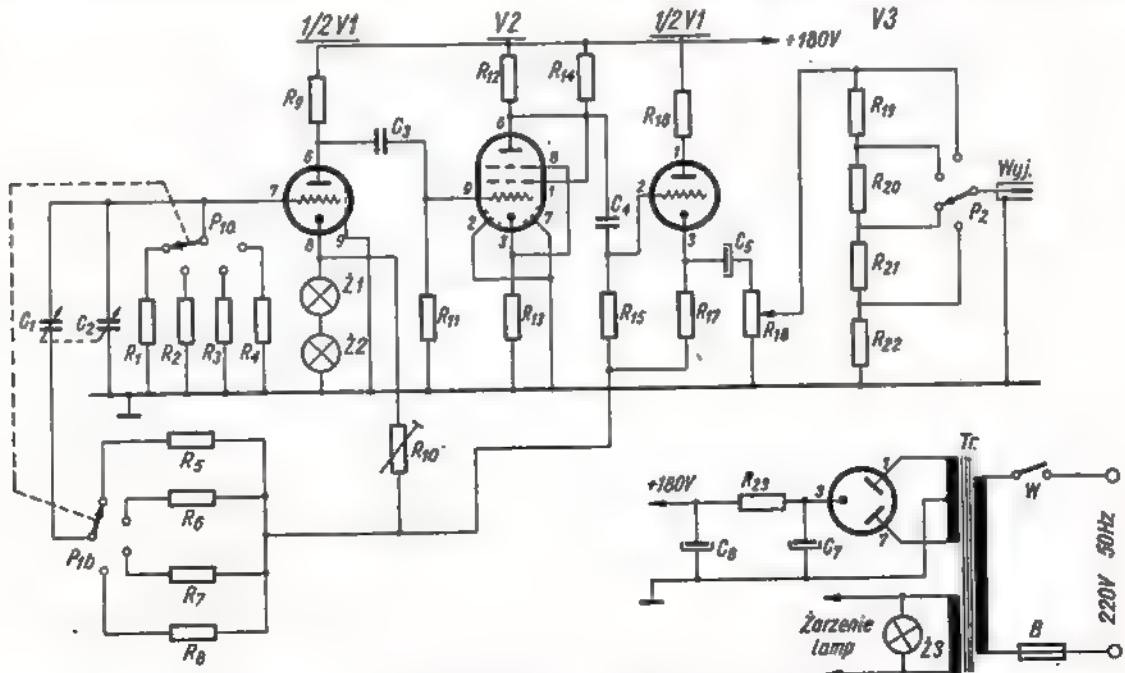 1/2 V1
V2
1/2 V1
V3
+180V
R9
6
C3
7
8
9
Ż1
Ż2
R12
R14
6
8
1
9
2
3
7
R11
R13
C4
R15
R16
1
2
3
C5
R17
R18
R19
R20
R21
R22
P2
Wyj.
P1a
C1
C2
R1
R2
R3
R4
R10
R5
R6
R7
R8
P1b
+180V
R23
C6
C7
3
1
7
Tr.
W
B
220V 50Hz
Żarzenie
lamp
Ż3